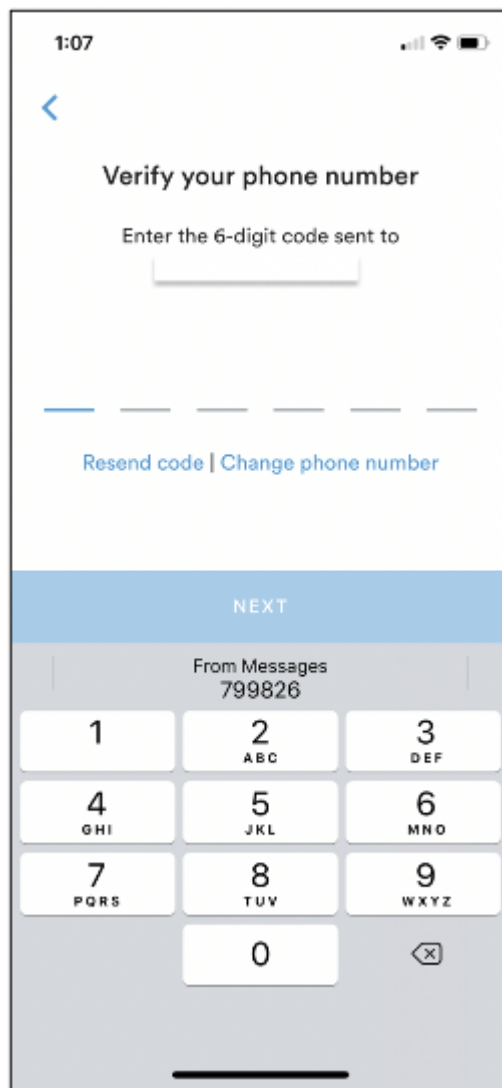 1:07
Verify your phone number
Enter the 6-digit code sent to
Resend code | Change phone number
NEXT
From Messages
799826
1 2 3
ABC DEF
4 5 6
GHI JKL MNO
7 8 9
PQRS TUV WXYZ
0